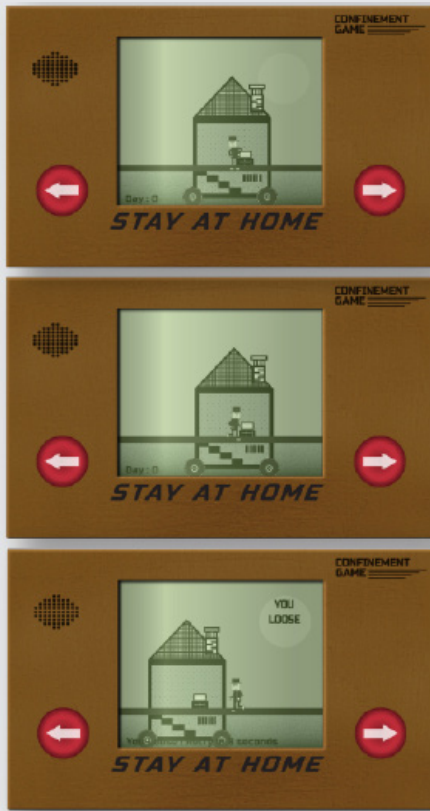 CONFINEMENT
GAME
Day:0
STAY AT HOME
CONFINEMENT
GAME
Day:0
STAY AT HOME
CONFINEMENT
GAME
YOU
LOOSE
seconds
STAY AT HOME